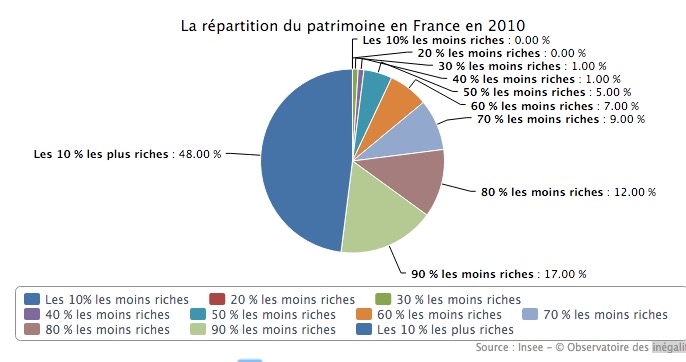 La répartition du patrimoine en France en 2010
Les 10% les moins riches : 0.00 %
20 % les moins riches : 0.00 %
30 % les moins riches : 1.00 %
40 % les moins riches : 1.00 %
50 % les moins riches : 5.00 %
60 % les moins riches : 7.00 %
70 % les moins riches : 9.00 %
Les 10 % les plus riches : 48.00 %
80 % les moins riches : 12.00 %
90 % les moins riches : 17.00 %
Les 10% les moins riches 20 % les moins riches 30 % les moins riches
40 % les moins riches 50 % les moins riches 60 % les moins riches 70 % les moins riches
80 % les moins riches 90 % les moins riches Les 10 % les plus riches
Source : Insee - © Observatoire des inégalit